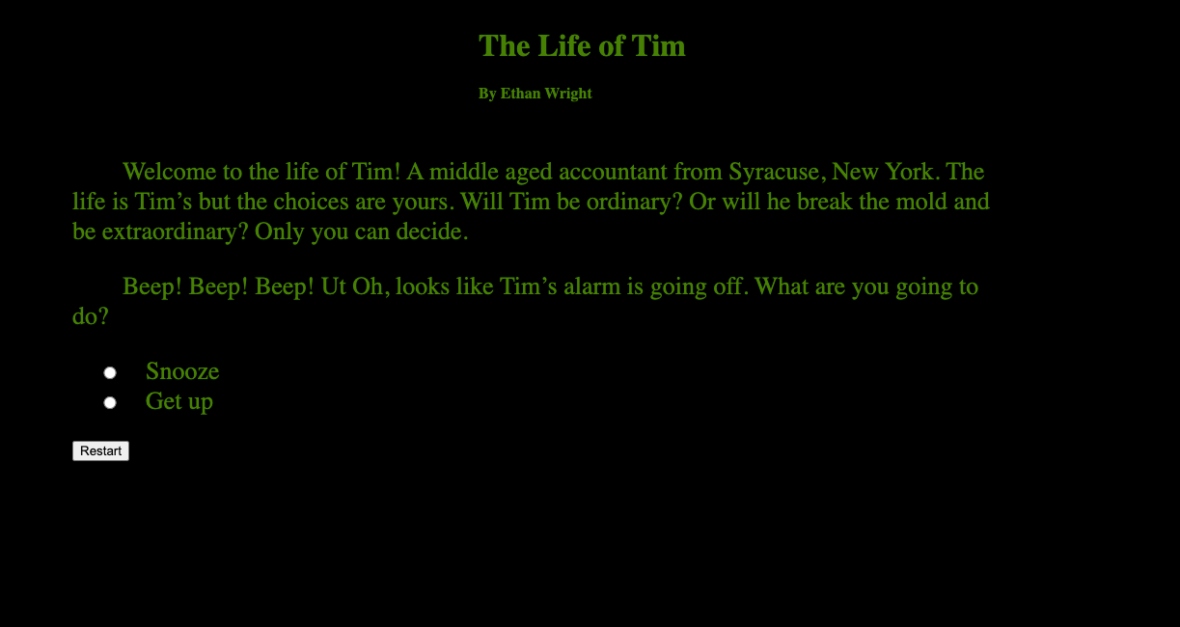 The Life of Tim
By Ethan Wright
Welcome to the life of Tim! A middle aged accountant from Syracuse, New York. The
life is Tim’s but the choices are yours. Will Tim be ordinary? Or will he break the mold and
be extraordinary? Only you can decide.
Beep! Beep! Beep! Ut Oh, looks like Tim’s alarm is going off. What are you going to
do?
Snooze
Get up
Restart